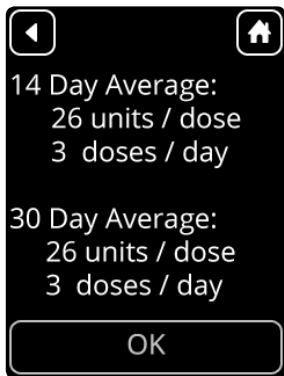 14 Day Average:
26 units / dose
3 doses / day
30 Day Average:
26 units / dose
3 doses / day
OK